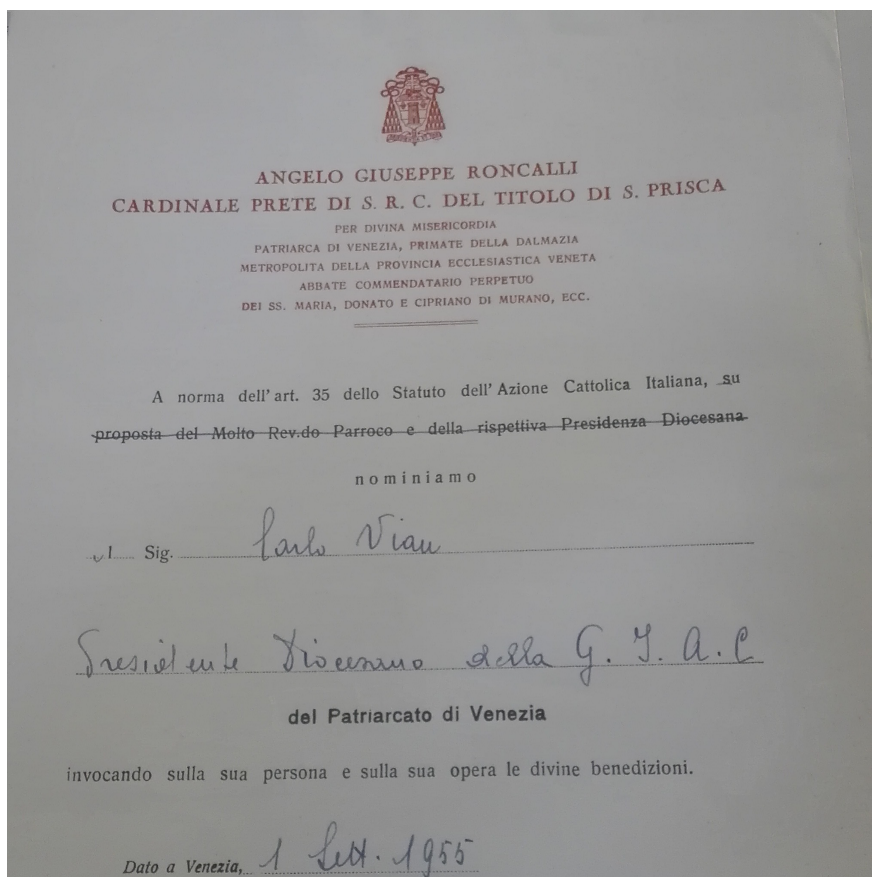 ANGELO GIUSEPPE RONCALLI
CARDINALE PRETE DI S. R. C. DEL TITOLO DI S. PRISCA
PER DIVINA MISERICORDIA
PATRIARCA DI VENEZIA, PRIMATE DELLA DALMAZIA
METROPOLITA DELLA PROVINCIA ECCLESIASTICA VENETA
ABBATE COMMENDATARIO PERPETUO
DEI SS. MARIA, DONATO E CIPRIANO DI MURANO, ECC.
A norma dell'art. 35 dello Statuto dell'Azione Cattolica Italiana, su
proposta del Molto Rev.do Parroco e della rispettiva Presidenza Diocesana
nominiamo
il Sig. Carlo Vian
Presidente Diocesano della G. I. A. C
del Patriarcato di Venezia
invocando sulla sua persona e sulla sua opera le divine benedizioni.
Dato a Venezia, 1 Sett. 1955